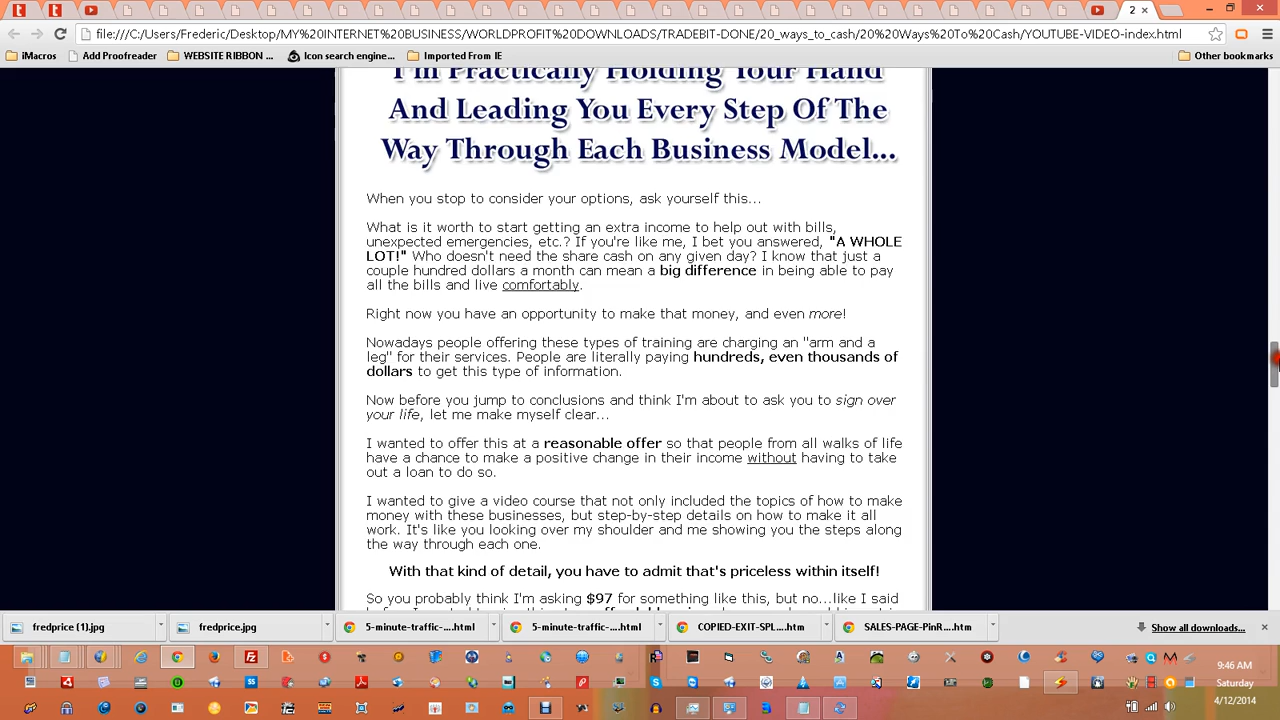 2
file:///C:/Users/Frederic/Desktop/MY%20INTERNET%20BUSINESS/WORLDPROFIT%20DOWNLOADS/TRADEBIT-DONE/20_ways_to_cash/20%20Ways%20To%20Cash/YOUTUBE-VIDEO-index.html
iMacros Add Proofreader WEBSITE RIBBON ... Icon search engine... Imported From IE Other bookmarks
I'm Practically Holding Your Hand
And Leading You Every Step Of The
Way Through Each Business Model...
When you stop to consider your options, ask yourself this...
What is it worth to start getting an extra income to help out with bills,
unexpected emergencies, etc.? If you're like me, I bet you answered, "A WHOLE
LOT!" Who doesn't need the share cash on any given day? I know that just a
couple hundred dollars a month can mean a big difference in being able to pay
all the bills and live comfortably.
Right now you have an opportunity to make that money, and even more!
Nowadays people offering these types of training are charging an "arm and a
leg" for their services. People are literally paying hundreds, even thousands of
dollars to get this type of information.
Now before you jump to conclusions and think I'm about to ask you to sign over
your life, let me make myself clear...
I wanted to offer this at a reasonable offer so that people from all walks of life
have a chance to make a positive change in their income without having to take
out a loan to do so.
I wanted to give a video course that not only included the topics of how to make
money with these businesses, but step-by-step details on how to make it all
work. It's like you looking over my shoulder and me showing you the steps along
the way through each one.
With that kind of detail, you have to admit that's priceless within itself!
So you probably think I'm asking $97 for something like this, but no...like I said
fredprice (1).jpg fredprice.jpg 5-minute-traffic-....html 5-minute-traffic-....html COPIED-EXIT-SPL....htm SALES-PAGE-PinR....htm Show all downloads...
9:46 AM
Saturday
4/12/2014